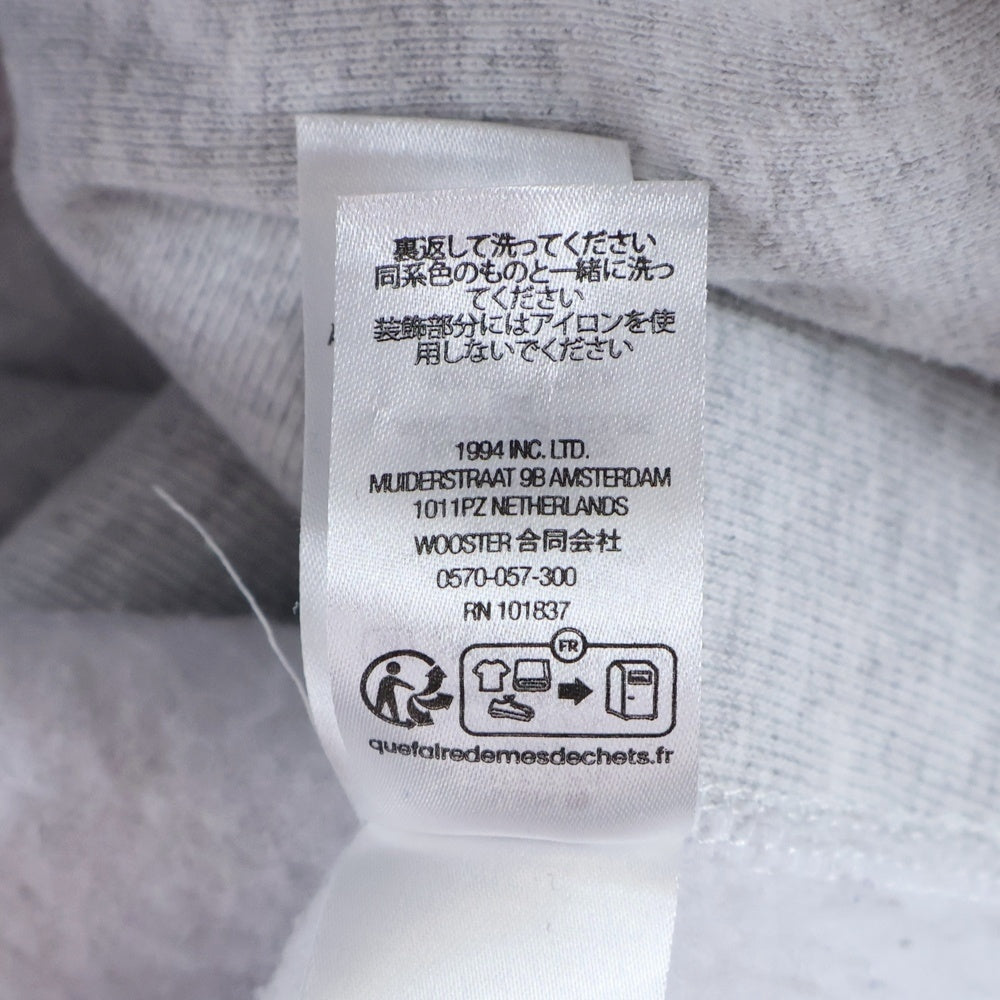 裏返して洗ってください
同系色のものと一緒に洗っ
てください
装飾部分にはアイロンを使
用しないでください
1994 INC. LTD.
MUIDERSTRAAT 9B AMSTERDAM
1011PZ NETHERLANDS
WOOSTER 合同会社
0570-057-300
RN 101837
FR
quefairedemesdechets.fr